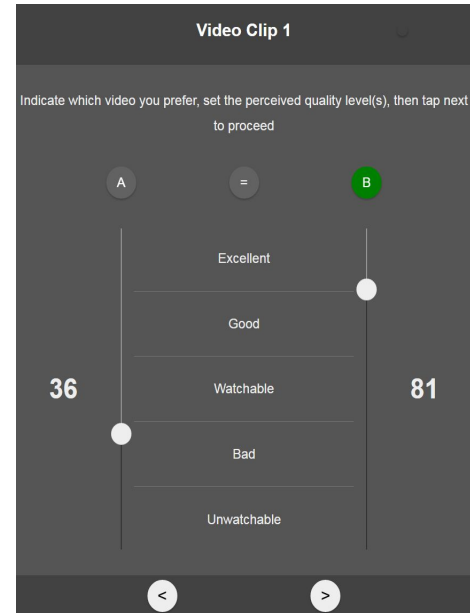 Video Clip 1
Indicate which video you prefer, set the perceived quality level(s), then tap next
to proceed
A = B
Excellent
Good
36 Watchable 81
Bad
Unwatchable
< >